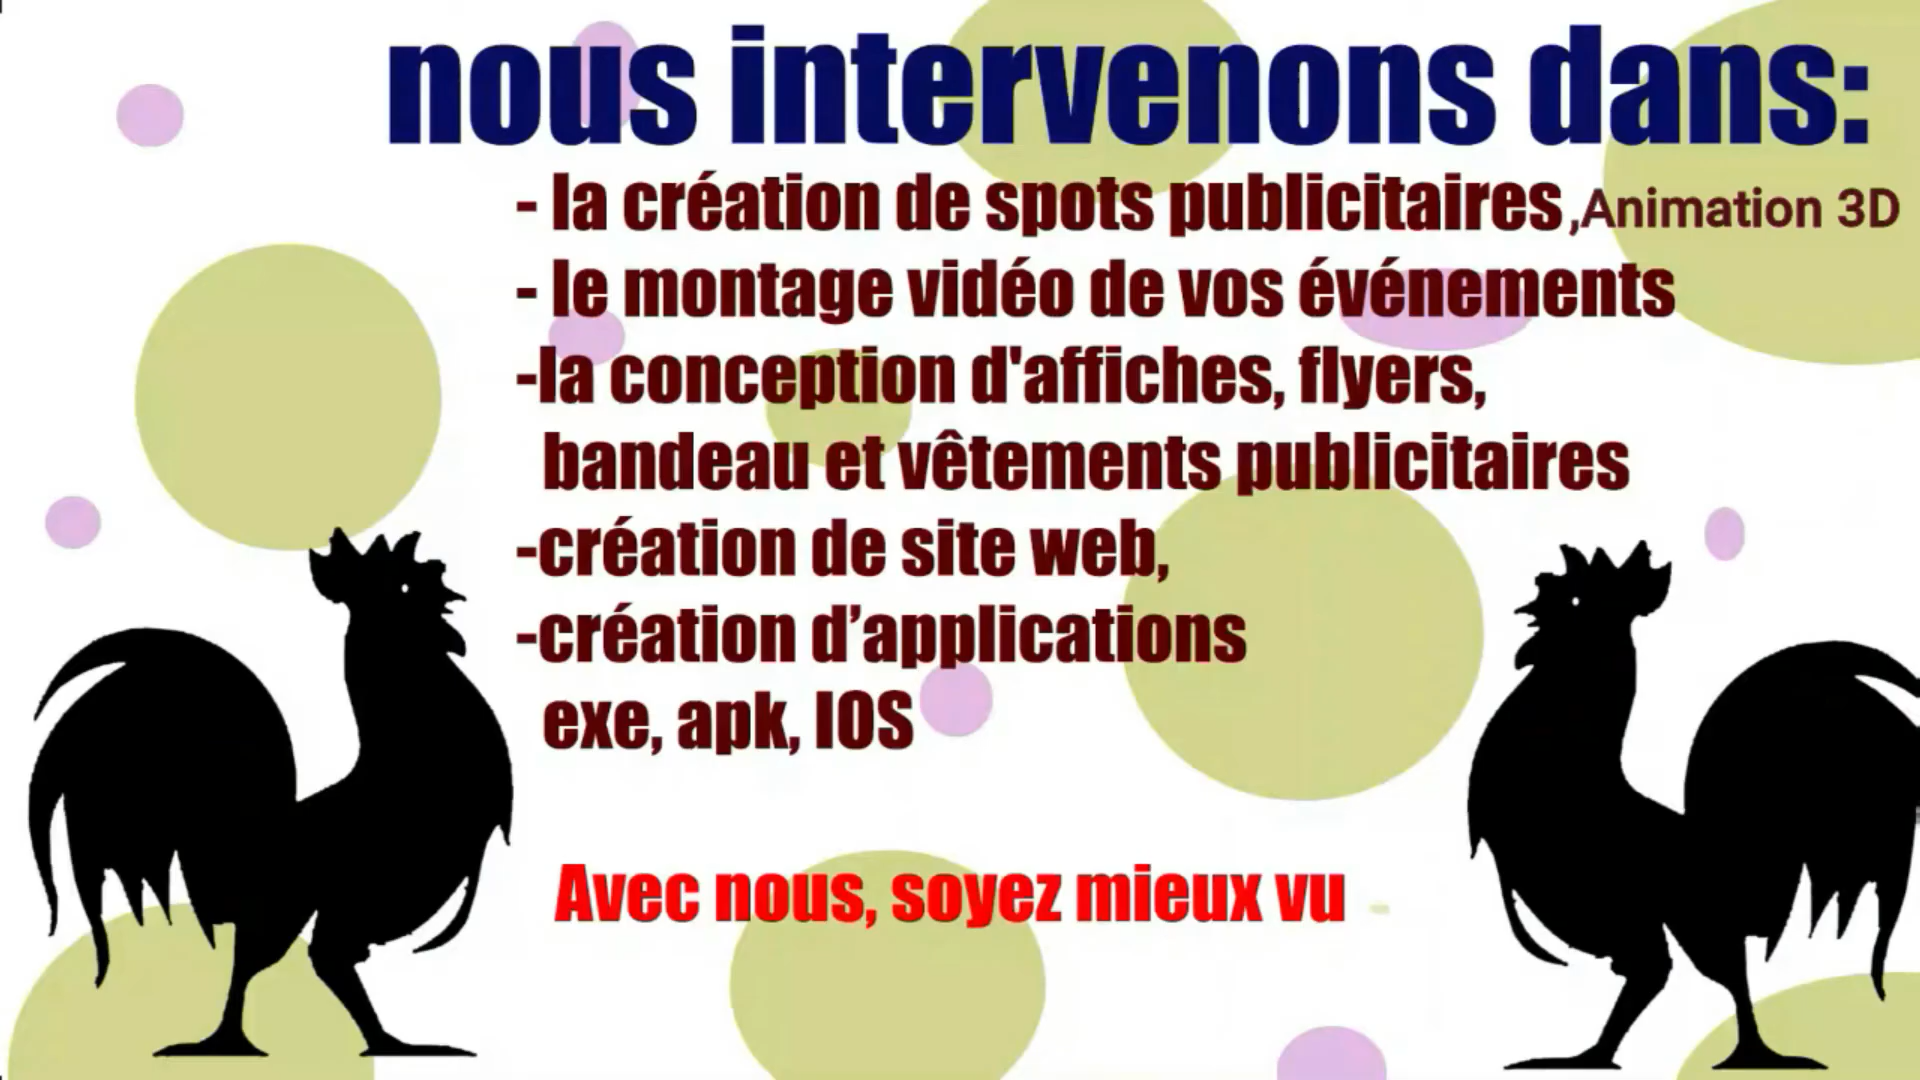 nous intervenons dans:
- la création de spots publicitaires ,Animation 3D
- le montage vidéo de vos événements
-la conception d'affiches, flyers,
bandeau et vêtements publicitaires
-création de site web,
-création d’applications
exe, apk, IOS
Avec nous, soyez mieux vu